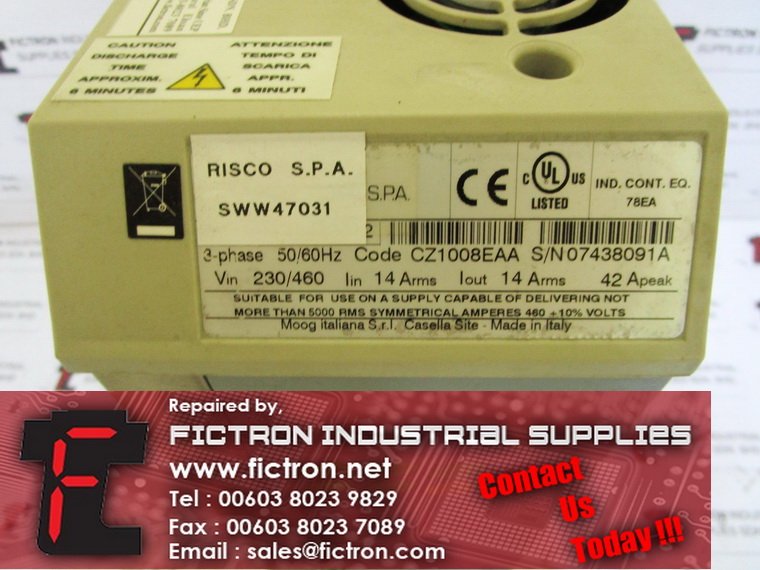 CAUTION
DISCHARGE
TIME
APPROXIM.
6 MINUTES
ATTENZIONE
TEMPO DI
SCARICA
APPR.
6 MINUTI
RISCO S.P.A.
SWW47031
S.P.A.
CE
C UL US
LISTED
IND. CONT. EQ.
78EA
2
3-phase 50/60Hz Code CZ1008EAA S/N 07438091A
Vin 230/460 Iin 14 Arms Iout 14 Arms 42 Apeak
SUITABLE FOR USE ON A SUPPLY CAPABLE OF DELIVERING NOT
MORE THAN 5000 RMS SYMMETRICAL AMPERES 460 +10% VOLTS
Moog italiana S.r.l. Casella Site - Made in Italy
Repaired by,
FICTRON INDUSTRIAL SUPPLIES
www.fictron.net
Tel : 00603 8023 9829
Fax : 00603 8023 7089
Email : sales@fictron.com
Contact
Us
Today !!!